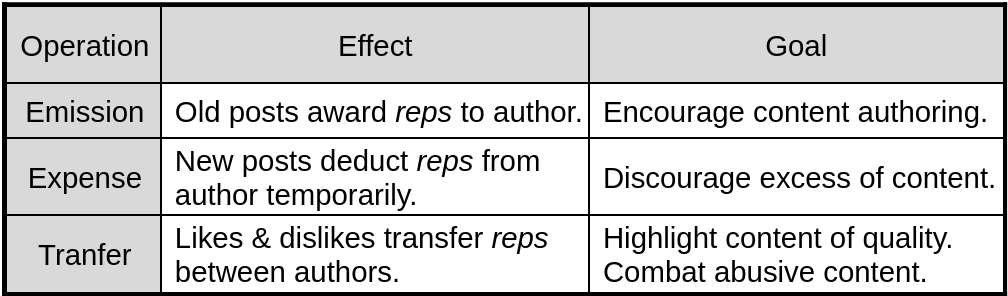 Operation Effect Goal
Emission Old posts award reps to author. Encourage content authoring.
Expense New posts deduct reps from
author temporarily. Discourage excess of content.
Tranfer Likes & dislikes transfer reps
between authors. Highlight content of quality.
Combat abusive content.